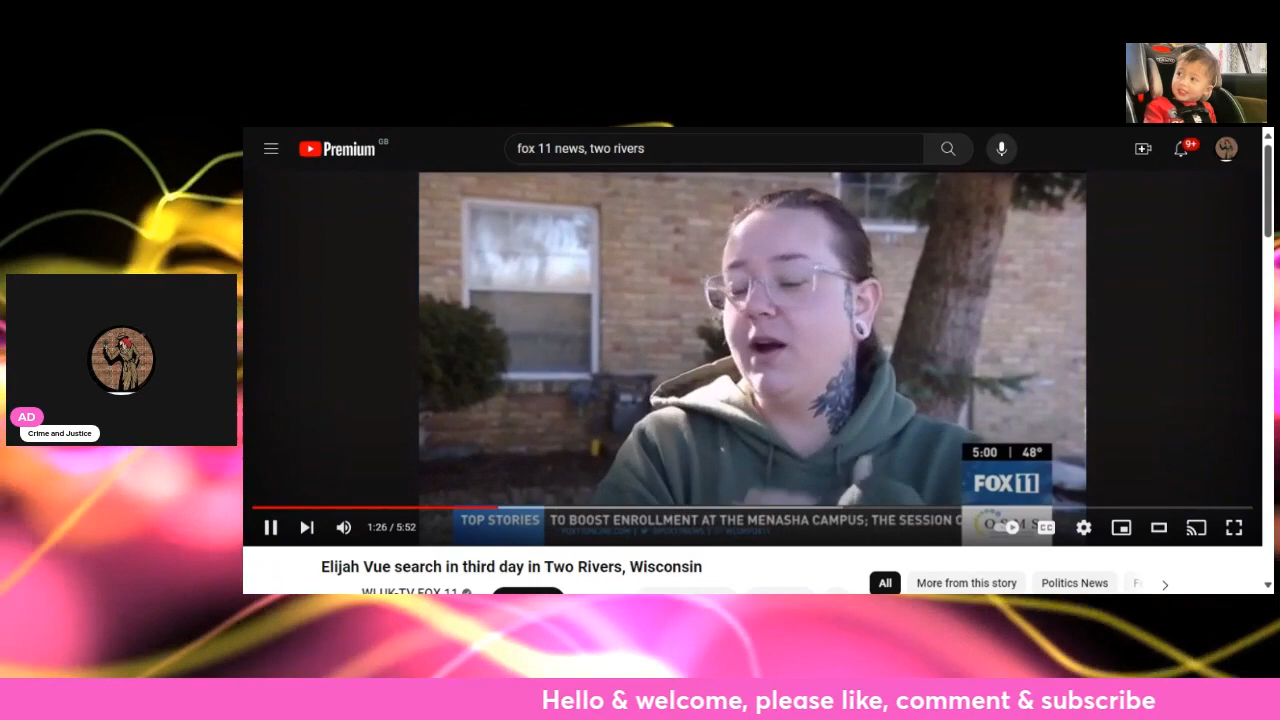 Premium GB
fox 11 news, two rivers
9+
5:00 | 48°
FOX 11
TOP STORIES TO BOOST ENROLLMENT AT THE MENASHA CAMPUS; THE SESSION O
1:26 / 5:52
CC
Elijah Vue search in third day in Two Rivers, Wisconsin
WLUK-TV FOX 11
All
More from this story
Politics News
AD
Crime and Justice
Hello & welcome, please like, comment & subscribe